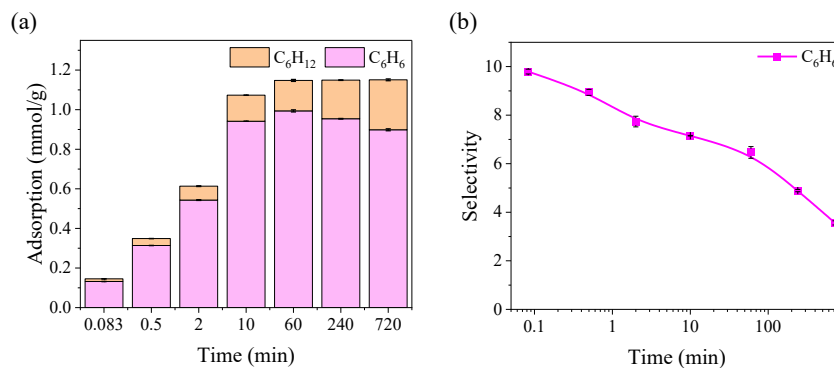 (a)
C₆H₁₂ C₆H₆
Adsorption (mmol/g)
1.2
1.0
0.8
0.6
0.4
0.2
0.0
0.083 0.5 2 10 60 240 720
Time (min)
(b)
C₆H₆
Selectivity
10
8
6
4
2
0
0.1 1 10 100
Time (min)